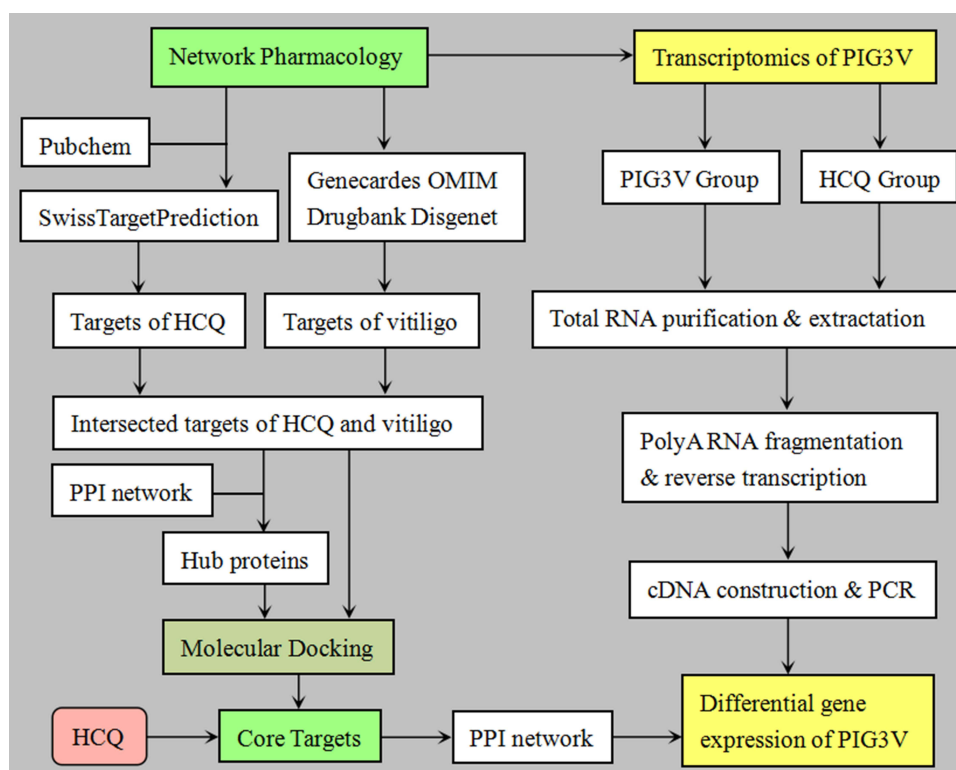 Network Pharmacology
Transcriptomics of PIG3V
Pubchem
SwissTargetPrediction
Genecardes OMIM
Drugbank Disgenet
PIG3V Group
HCQ Group
Targets of HCQ
Targets of vitiligo
Total RNA purification & extractation
Intersected targets of HCQ and vitiligo
PolyA RNA fragmentation
& reverse transcription
PPI network
Hub proteins
cDNA construction & PCR
Molecular Docking
HCQ
Core Targets
PPI network
Differential gene
expression of PIG3V